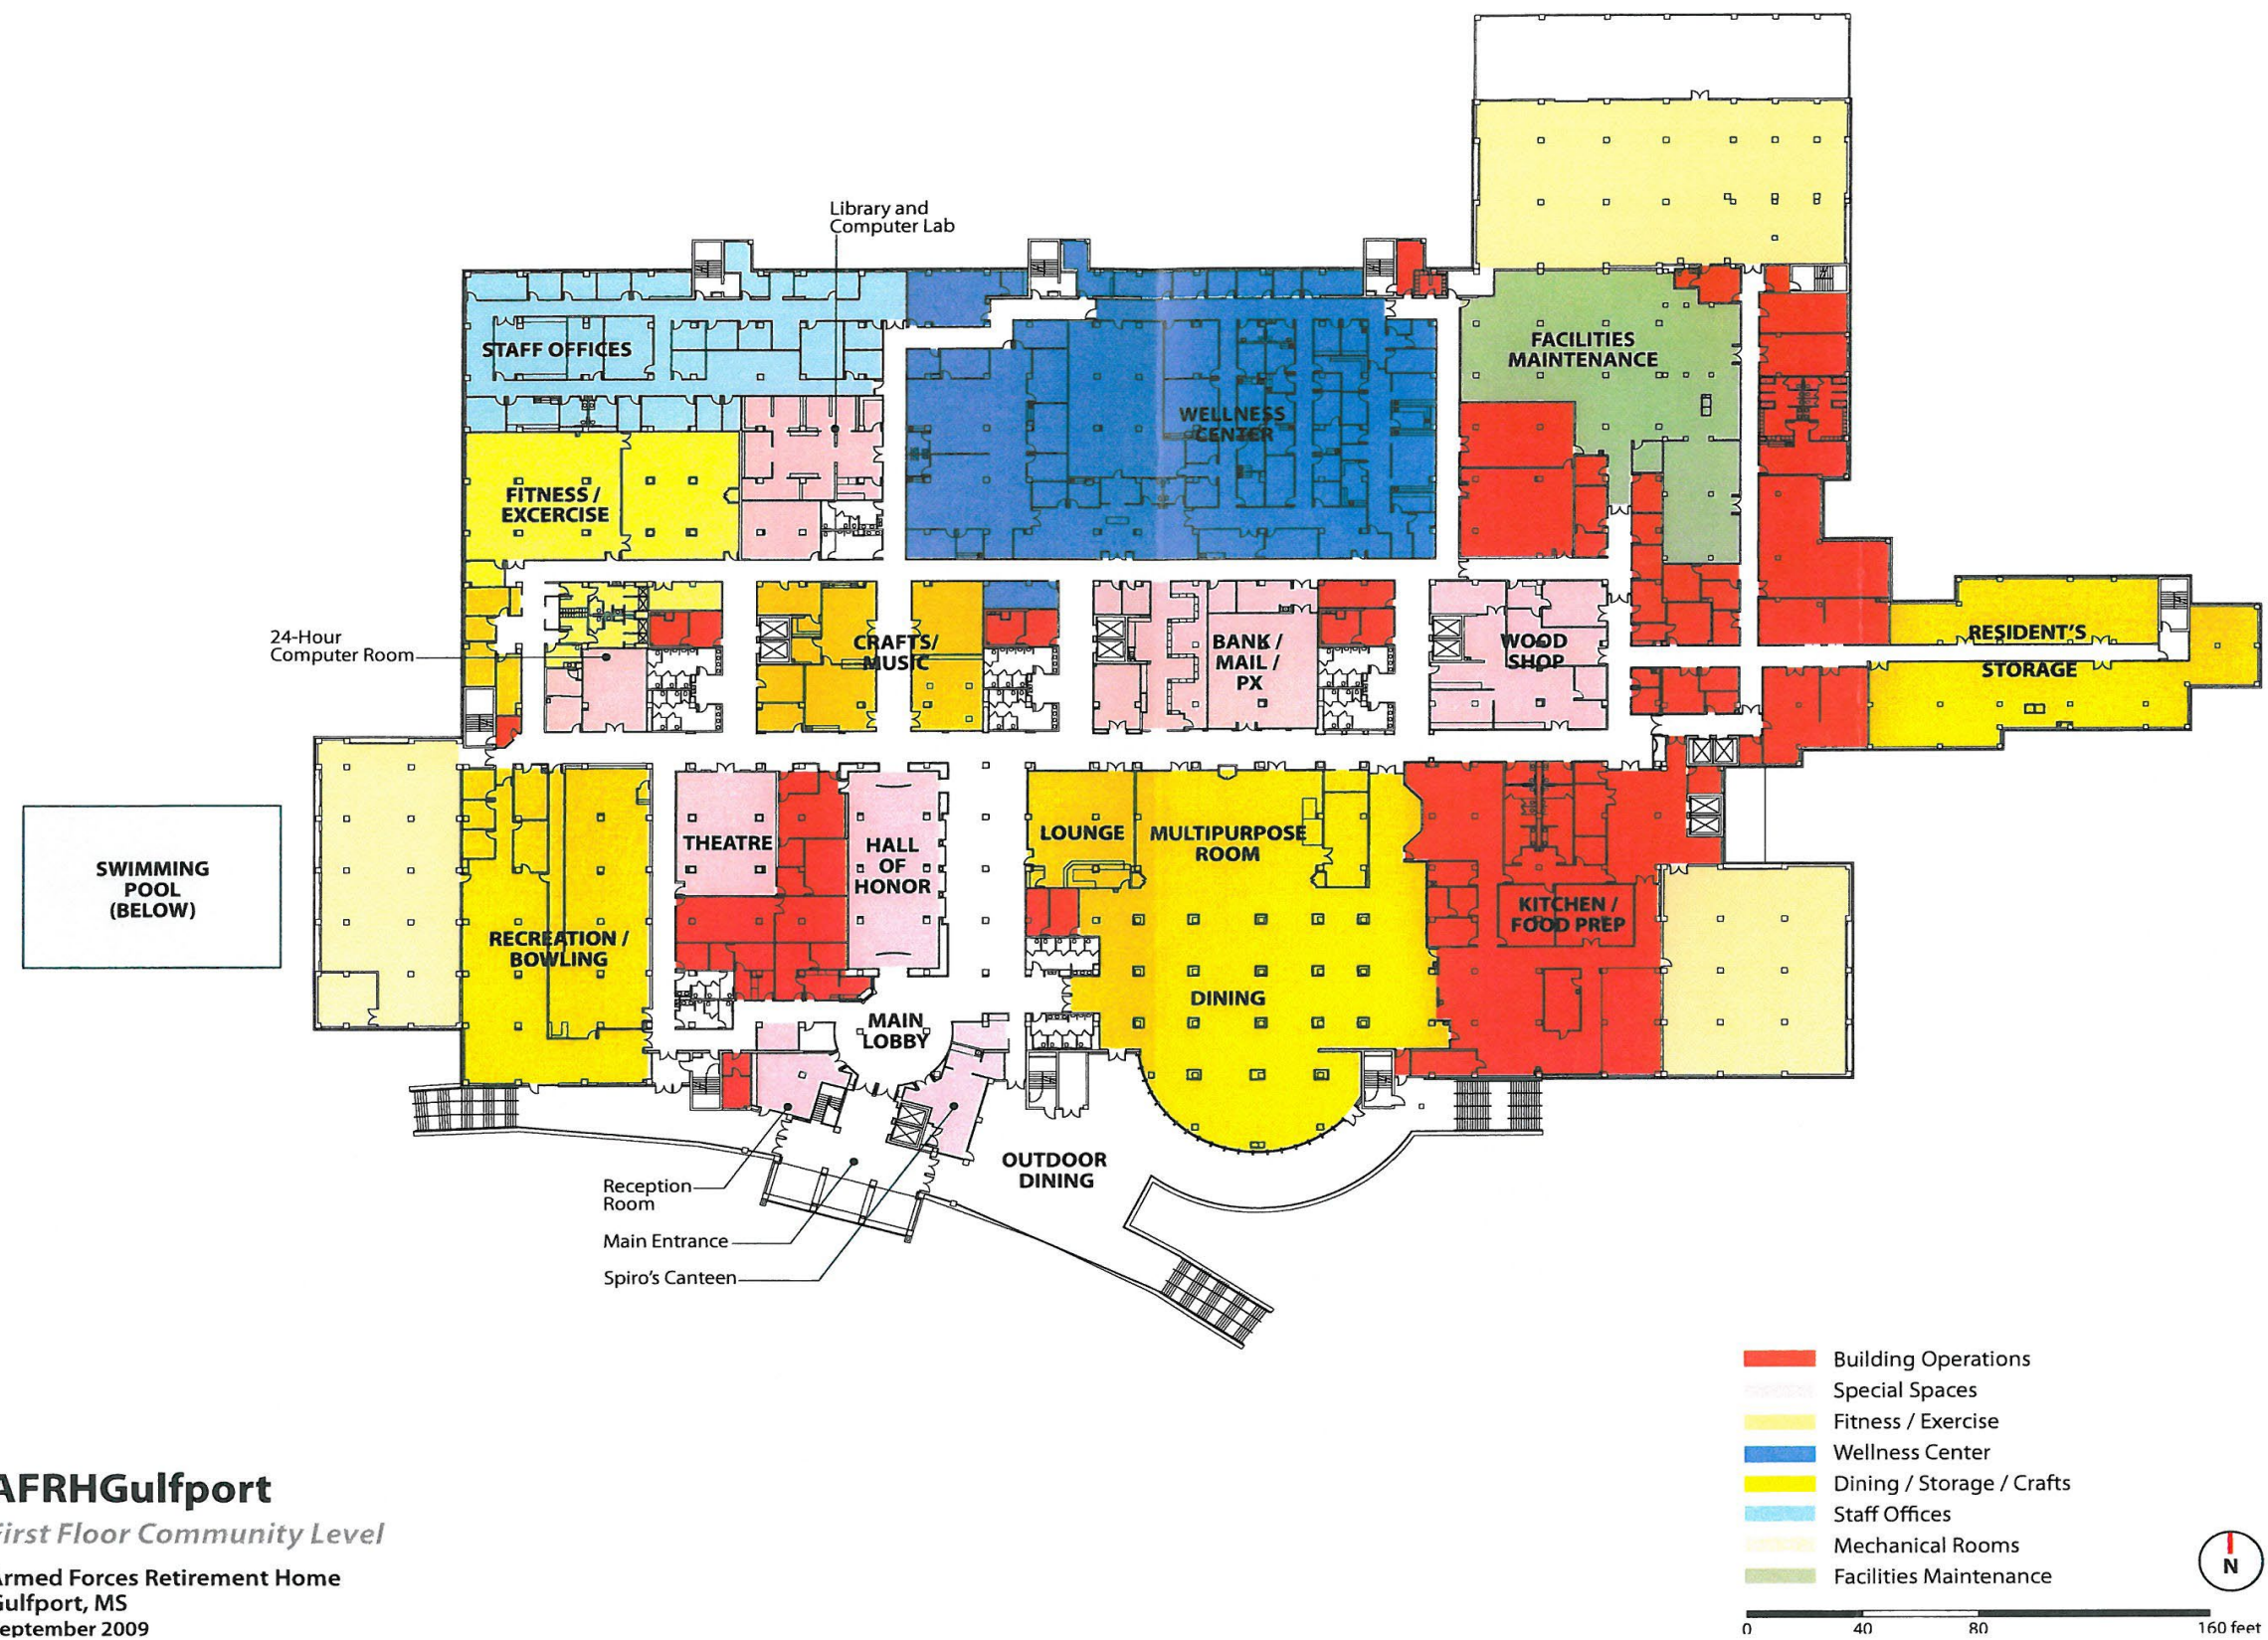 Library and
Computer Lab
STAFF OFFICES
FACILITIES
MAINTENANCE
WELLNESS
CENTER
FITNESS /
EXCERCISE
24-Hour
Computer Room
CRAFTS/
MUSIC
BANK /
MAIL /
PX
WOOD
SHOP
RESIDENT'S
STORAGE
SWIMMING
POOL
(BELOW)
THEATRE
HALL
OF
HONOR
LOUNGE
MULTIPURPOSE
ROOM
RECREATION /
BOWLING
KITCHEN /
FOOD PREP
DINING
MAIN
LOBBY
OUTDOOR
DINING
Reception
Room
Main Entrance
Spiro's Canteen
Building Operations
Special Spaces
Fitness / Exercise
Wellness Center
Dining / Storage / Crafts
Staff Offices
Mechanical Rooms
Facilities Maintenance
N
0 40 80 160 feet
AFRHGulfport
First Floor Community Level
Armed Forces Retirement Home
Gulfport, MS
September 2009